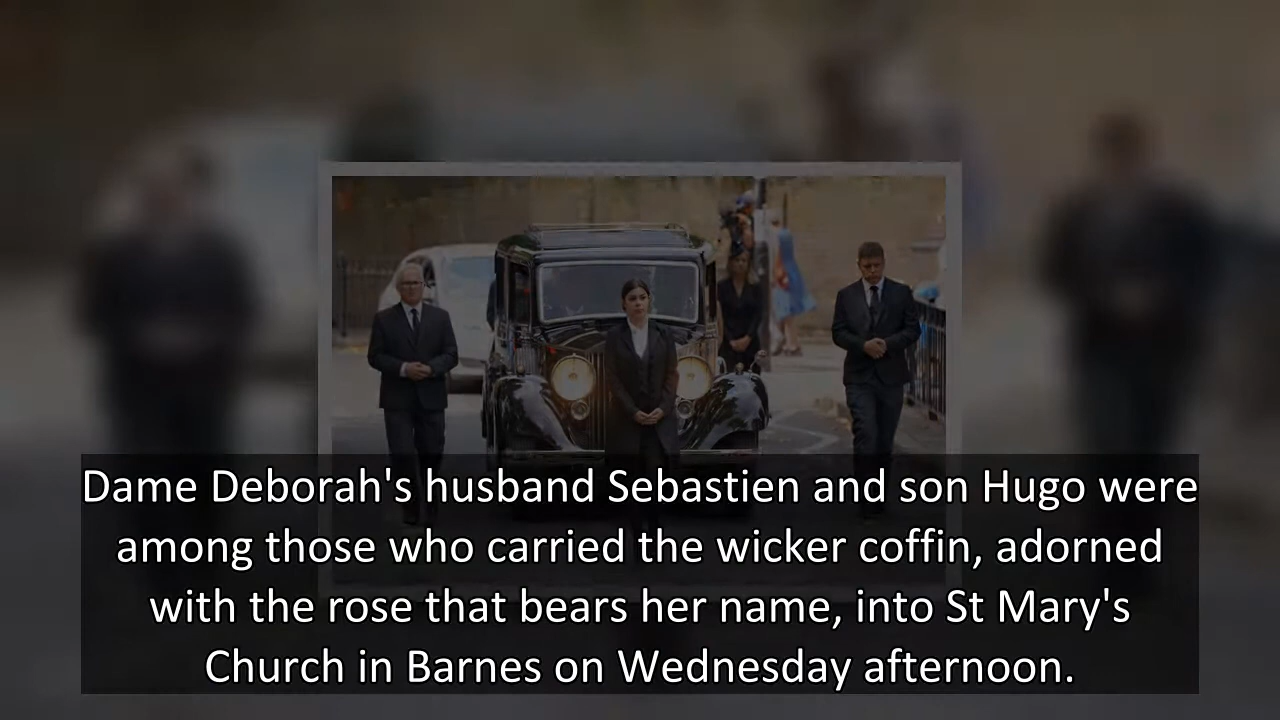 Dame Deborah's husband Sebastien and son Hugo were
among those who carried the wicker coffin, adorned
with the rose that bears her name, into St Mary's
Church in Barnes on Wednesday afternoon.